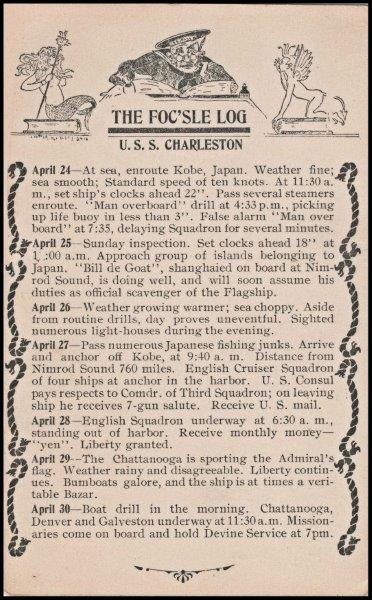 THE FOC'SLE LOG
U. S. S. CHARLESTON
April 24—At sea, enroute Kobe, Japan. Weather fine;
sea smooth; Standard speed of ten knots. At 11:30 a.
m., set ship's clocks ahead 22". Pass several steamers
enroute. "Man overboard" drill at 4:33 p.m., picking
up life buoy in less than 3". False alarm "Man over
board" at 7:35, delaying Squadron for several minutes.
April 25—Sunday inspection. Set clocks ahead 18" at
:00 a.m. Approach group of islands belonging to
Japan. "Bill de Goat", shanghaied on board at Nim-
rod Sound, is doing well, and will soon assume his
duties as official scavenger of the Flagship.
April 26—Weather growing warmer; sea choppy. Aside
from routine drills, day proves uneventful. Sighted
numerous light-houses during the evening.
April 27—Pass numerous Japanese fishing junks. Arrive
and anchor off Kobe, at 9:40 a. m. Distance from
Nimrod Sound 760 miles. English Cruiser Squadron
of four ships at anchor in the harbor. U. S. Consul
pays respects to Comdr. of Third Squadron; on leaving
ship he receives 7-gun salute. Receive U. S. mail.
April 28—English Squadron underway at 6:30 a. m.,
standing out of harbor. Receive monthly money—
"yen". Liberty granted.
April 29—The Chattanooga is sporting the Admiral's
flag. Weather rainy and disagreeable. Liberty contin-
ues. Bumboats galore, and the ship is at times a veri-
table Bazar.
April 30—Boat drill in the morning. Chattanooga,
Denver and Galveston underway at 11:30 a.m. Mission-
aries come on board and hold Devine Service at 7pm.